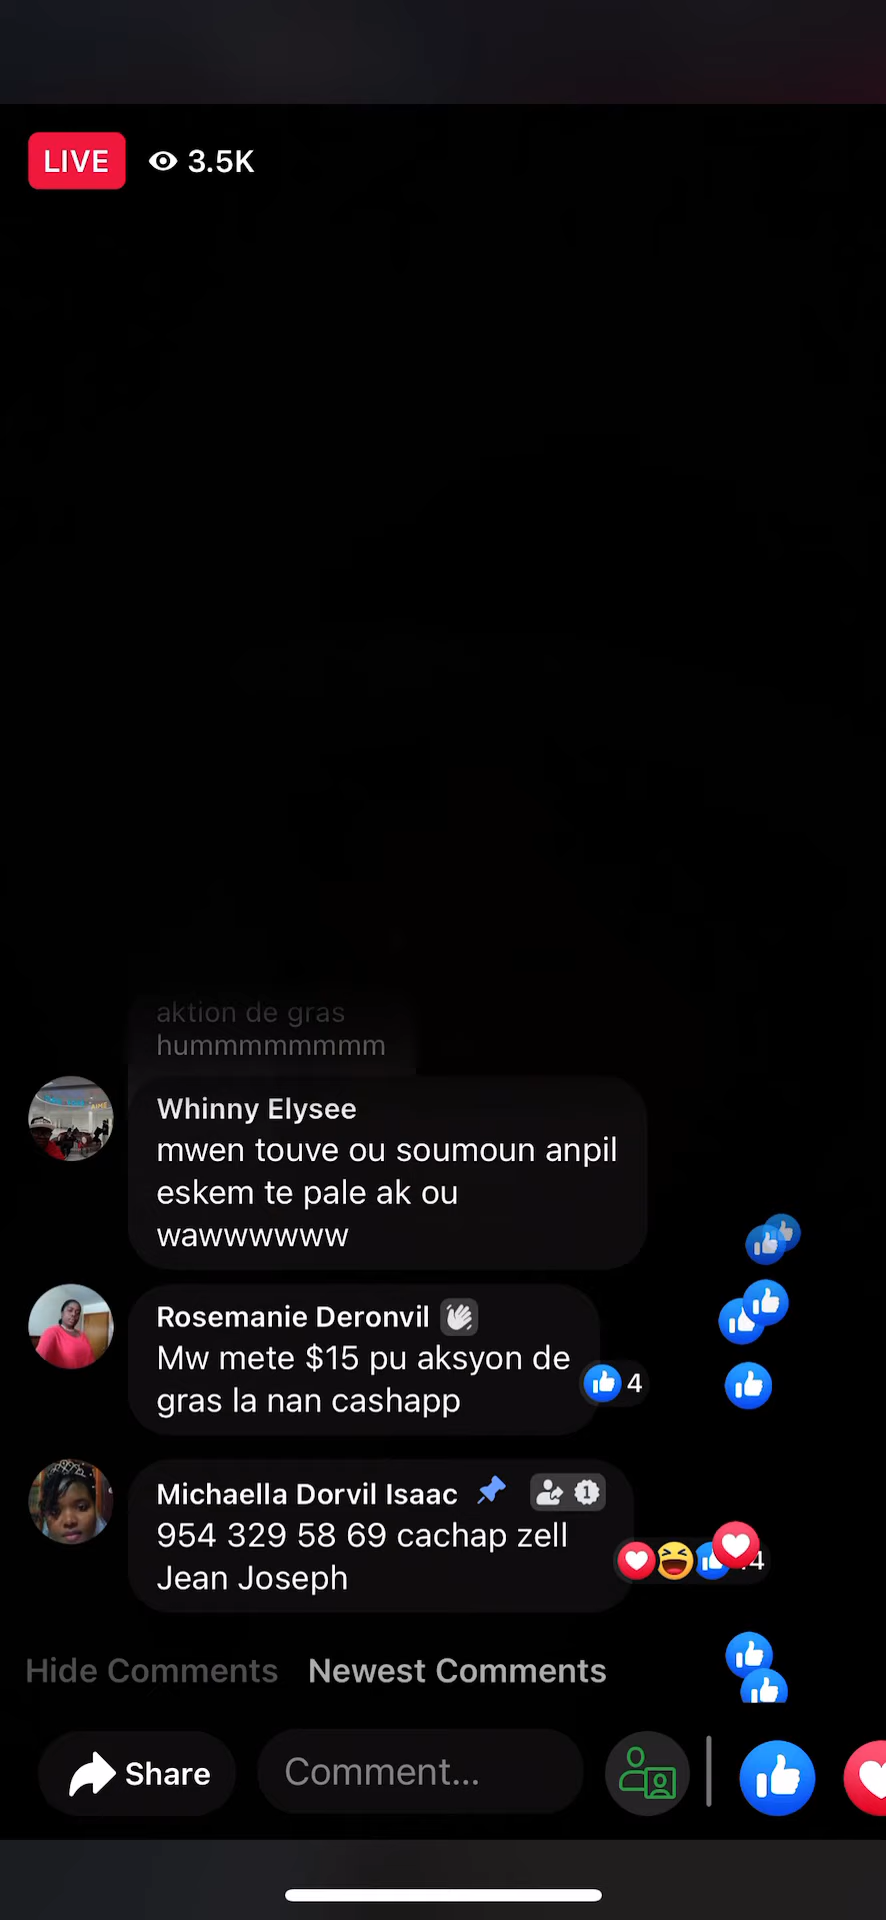 LIVE 3.5K
aktion de gras
hummmmmmmm
Whinny Elysee
mwen touve ou soumoun anpil
eskem te pale ak ou
wawwwwww
Rosemanie Deronvil
Mw mete $15 pu aksyon de
gras la nan cashapp
4
Michaella Dorvil Isaac 1
954 329 58 69 cachap zell
Jean Joseph
Hide Comments Newest Comments
Share Comment...